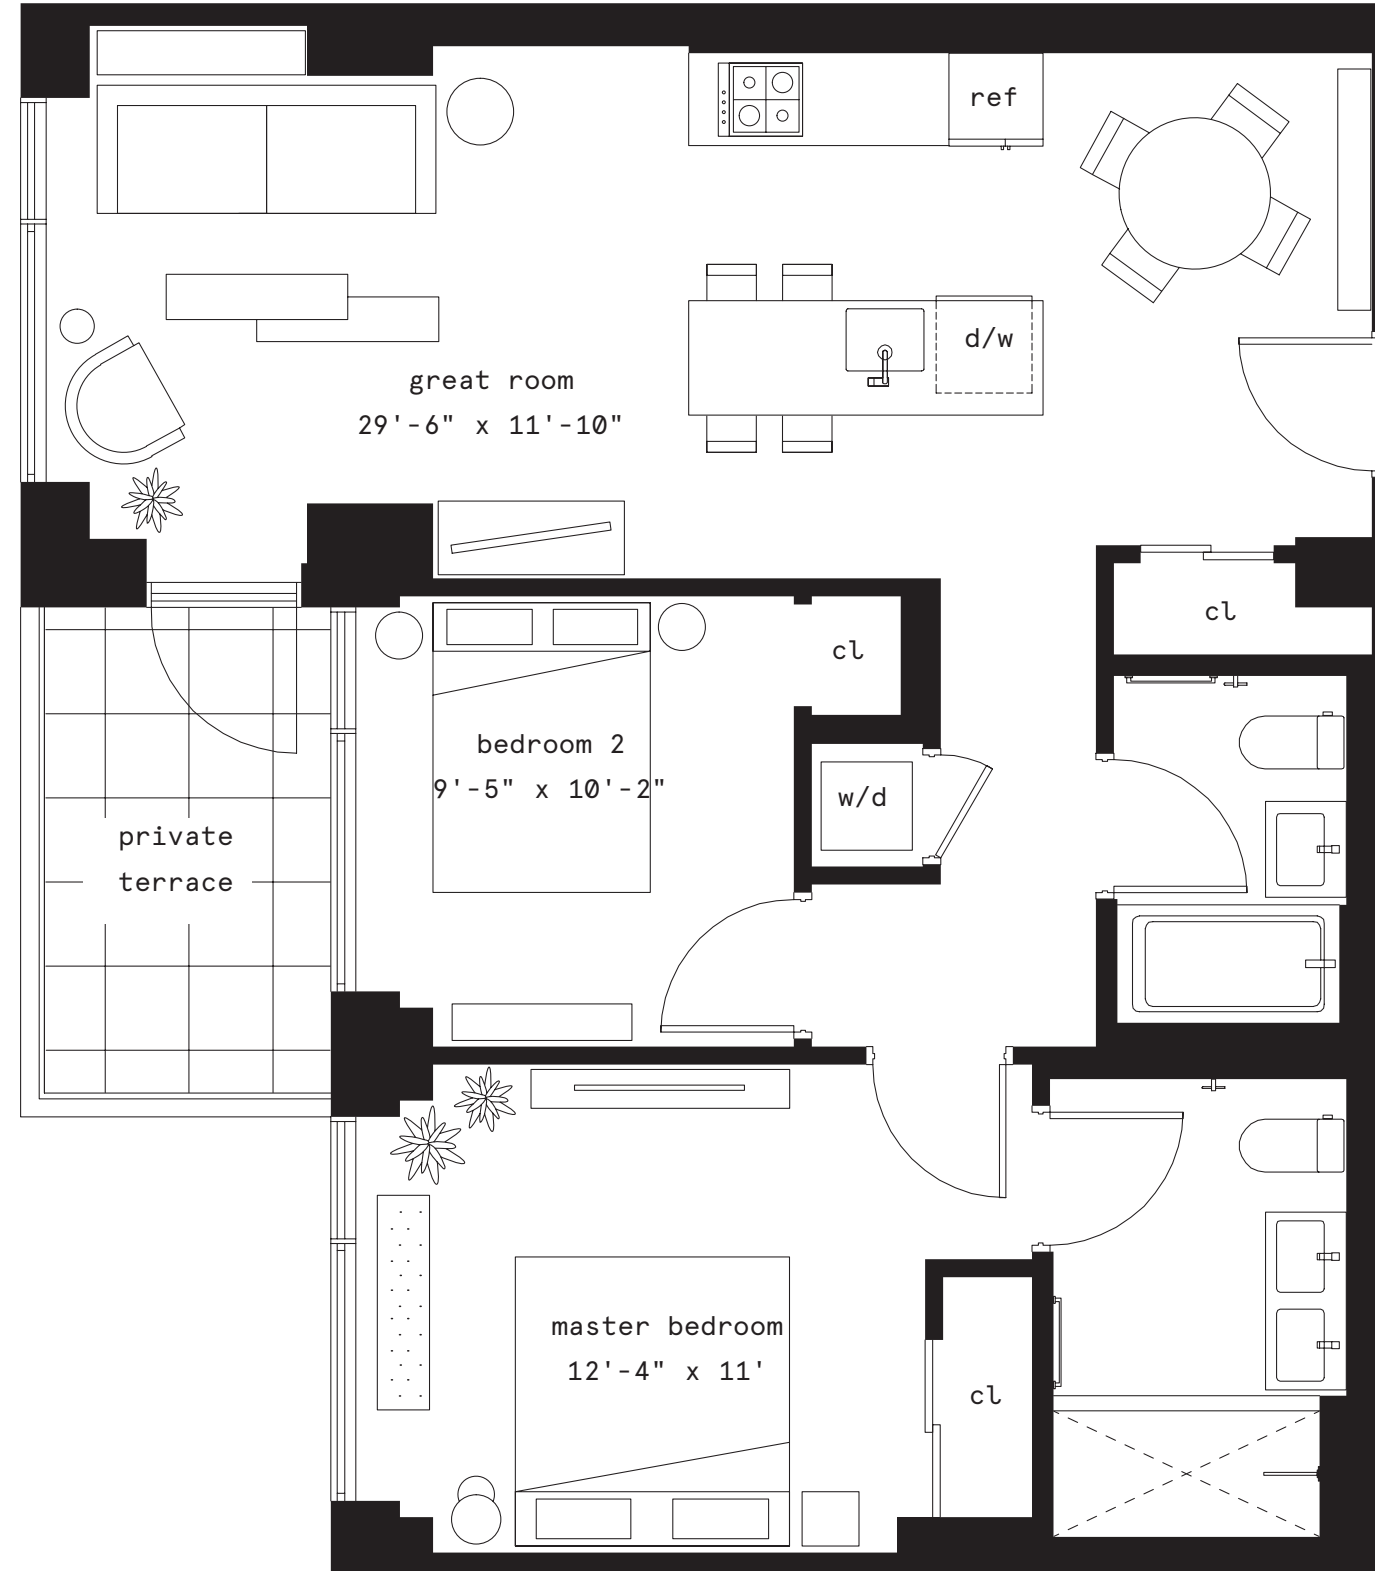 ref
d/w
great room
29'-6" x 11'-10"
cl
cl
bedroom 2
9'-5" x 10'-2"
w/d
private
terrace
master bedroom
12'-4" x 11'
cl